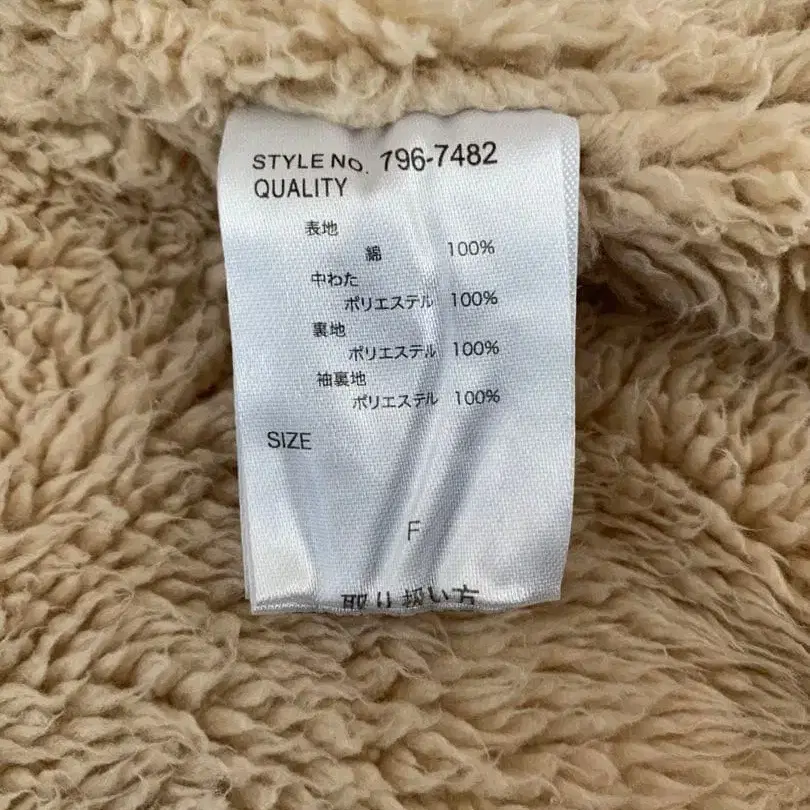 STYLE NO. 796-7482
QUALITY
表地
綿 100%
中わた
ポリエステル 100%
裏地
ポリエステル 100%
袖裏地
ポリエステル 100%
SIZE
F
取り扱い方